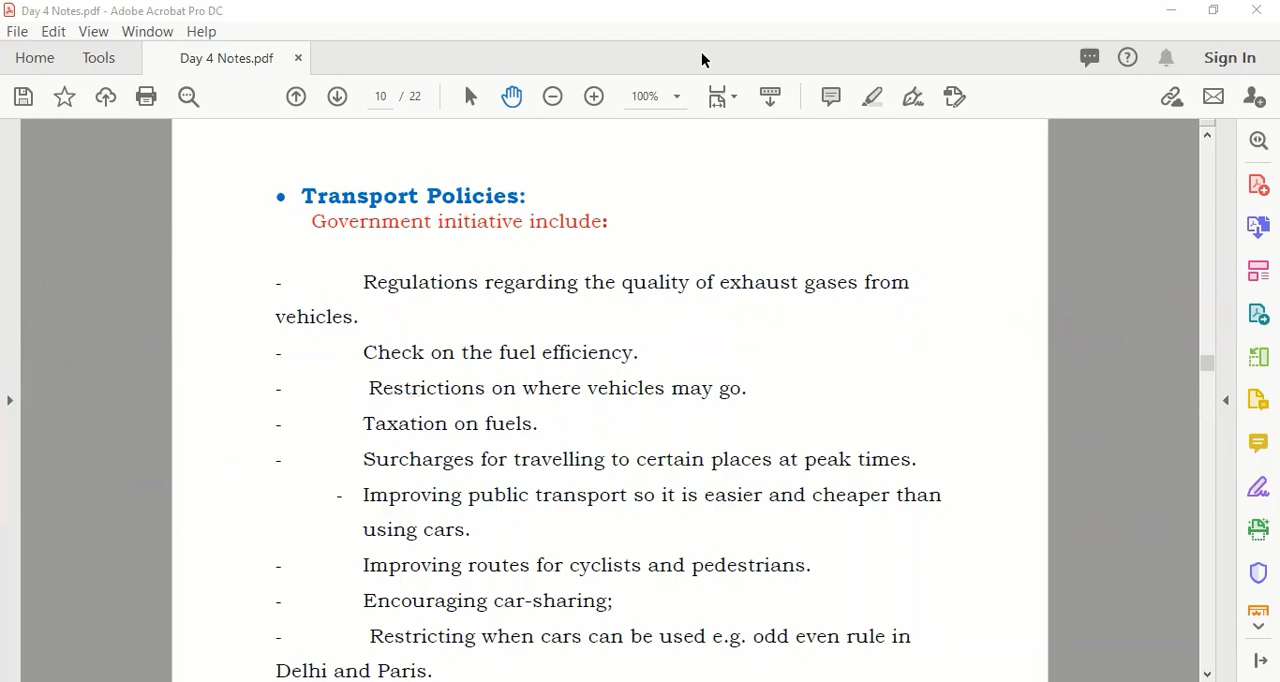 Day 4 Notes.pdf - Adobe Acrobat Pro DC
File Edit View Window Help
Home Tools Day 4 Notes.pdf × Sign In
10 / 22 100%
• Transport Policies:
Government initiative include:
- Regulations regarding the quality of exhaust gases from
vehicles.
- Check on the fuel efficiency.
- Restrictions on where vehicles may go.
- Taxation on fuels.
- Surcharges for travelling to certain places at peak times.
- Improving public transport so it is easier and cheaper than
using cars.
- Improving routes for cyclists and pedestrians.
- Encouraging car-sharing;
- Restricting when cars can be used e.g. odd even rule in
Delhi and Paris.